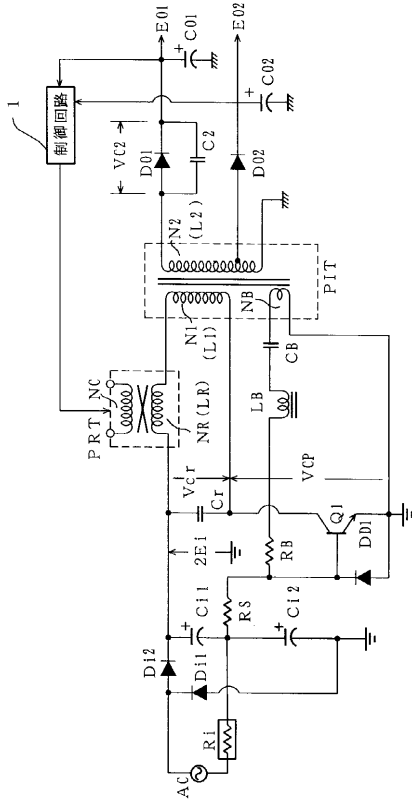 1
制御回路
E01
E02
C01
C02
VC2
D01
C2
D02
N2
(L2)
PIT
N1
(L1)
NB
CB
LB
PRT
NC
NR(LR)
Vcr
Cr
VCP
2Ei
RB
Q1
DD1
RS
Ci1
Ci2
Di2
Di1
Ri
AC
+
+
+
+